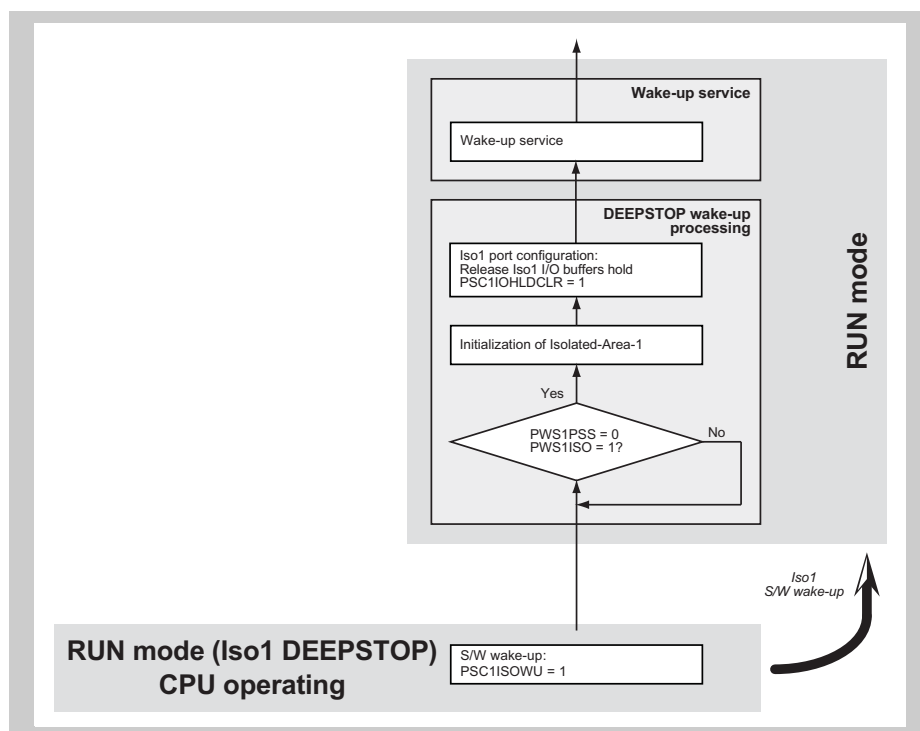 Wake-up service
Wake-up service
DEEPSTOP wake-up
processing
Iso1 port configuration:
Release Iso1 I/O buffers hold
PSC1IOHLDCLR = 1
Initialization of Isolated-Area-1
Yes
PWS1PSS = 0
PWS1ISO = 1?
No
RUN mode
Iso1
S/W wake-up
RUN mode (Iso1 DEEPSTOP)
CPU operating
S/W wake-up:
PSC1ISOWU = 1